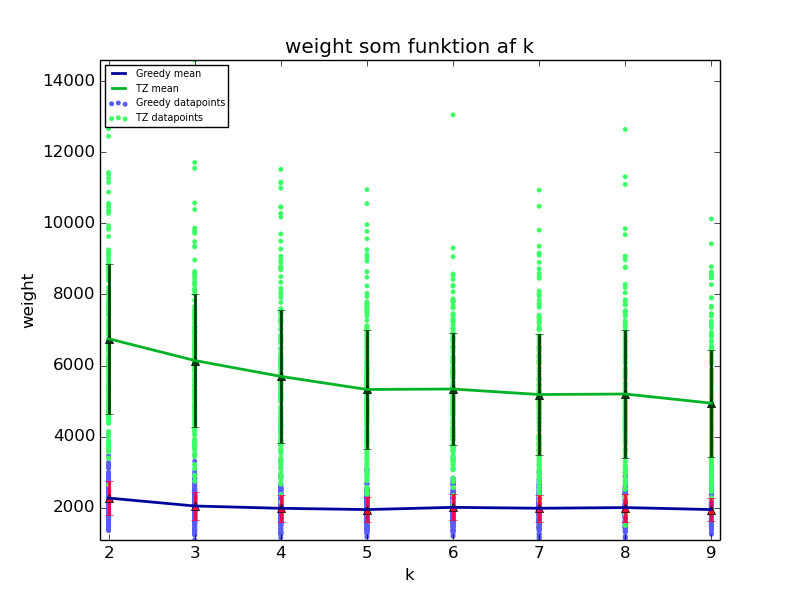 weight som funktion af k
Greedy mean
TZ mean
Greedy datapoints
TZ datapoints
14000
12000
10000
8000
6000
4000
2000
weight
2 3 4 5 6 7 8 9
k